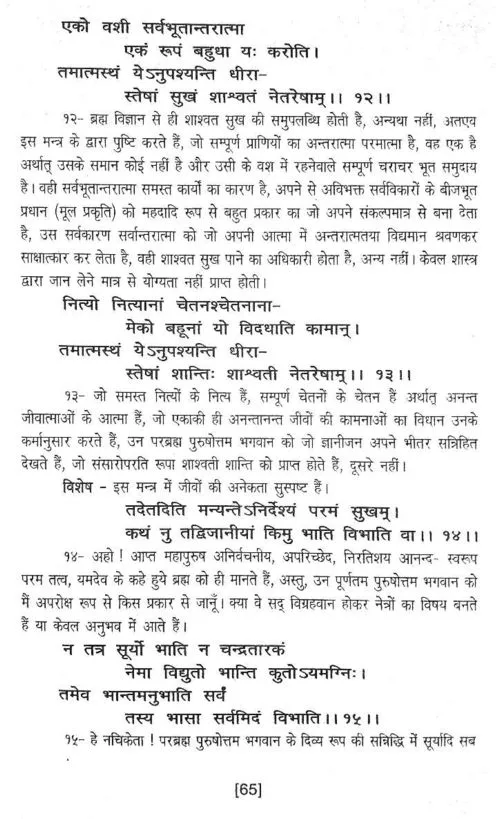 एको वशी सर्वभूतान्तरात्मा
एकं रूपं बहुधा यः करोति।
तमात्मस्थं येऽनुपश्यन्ति धीरा-
स्तेषां सुखं शाश्वतं नेतरेषाम्।। १२।।
१२- ब्रह्म विज्ञान से ही शाश्वत सुख की समुपलब्धि होती है, अन्यथा नहीं, अतएव
इस मन्त्र के द्वारा पुष्टि करते हैं, जो सम्पूर्ण प्राणियों का अन्तरात्मा परमात्मा है, वह एक है
अर्थात् उसके समान कोई नहीं है और उसी के वश में रहनेवाले सम्पूर्ण चराचर भूत समुदाय
है। वही सर्वभूतान्तरात्मा समस्त कार्यों का कारण है, अपने से अविभक्त सर्वविकारों के बीजभूत
प्रधान (मूल प्रकृति) को महदादि रूप से बहुत प्रकार का जो अपने संकल्पमात्र से बना देता
है, उस सर्वकारण सर्वान्तरात्मा को जो अपनी आत्मा में अन्तरात्मतया विद्यमान श्रवणकर
साक्षात्कार कर लेता है, वही शाश्वत सुख पाने का अधिकारी होता है, अन्य नहीं। केवल शास्त्र
द्वारा जान लेने मात्र से योग्यता नहीं प्राप्त होती।
नित्यो नित्यानां चेतनश्चेतनाना-
मेको बहूनां यो विदधाति कामान्।
तमात्मस्थं येऽनुपश्यन्ति धीरा-
स्तेषां शान्तिः शाश्वती नेतरेषाम्।। १३।।
१३- जो समस्त नित्यों के नित्य हैं, सम्पूर्ण चेतनों के चेतन हैं अर्थात् अनन्त
जीवात्माओं के आत्मा हैं, जो एकाकी ही अनन्तानन्त जीवों की कामनाओं का विधान उनके
कर्मानुसार करते हैं, उन परब्रह्म पुरुषोत्तम भगवान को जो ज्ञानीजन अपने भीतर सन्निहित
देखते हैं, जो संसारोपरति रूपा शाश्वती शान्ति को प्राप्त होते हैं, दूसरे नहीं।
विशेष - इस मन्त्र में जीवों की अनेकता सुस्पष्ट हैं।
तदेतदिति मन्यन्तेऽनिर्देश्यं परमं सुखम्।
कथं नु तद्विजानीयां किमु भाति विभाति वा।। १४।।
१४- अहो ! आप्त महापुरुष अनिर्वचनीय, अपरिच्छेद, निरतिशय आनन्द- स्वरूप
परम तत्व, यमदेव के कहे हुये ब्रह्म को ही मानते हैं, अस्तु, उन पूर्णतम पुरुषोत्तम भगवान को
मैं अपरोक्ष रूप से किस प्रकार से जानूँ। क्या वे सद् विग्रहवान होकर नेत्रों का विषय बनते
हैं या केवल अनुभव में आते हैं।
न तत्र सूर्यो भाति न चन्द्रतारकं
नेमा विद्युतो भान्ति कुतोऽयमग्निः।
तमेव भान्तमनुभाति सर्वं
तस्य भासा सर्वमिदं विभाति।।१५।।
१५- हे नचिकेता ! परब्रह्म पुरुषोत्तम भगवान के दिव्य रूप की सन्निद्धि में सूर्यादि सब
[65]